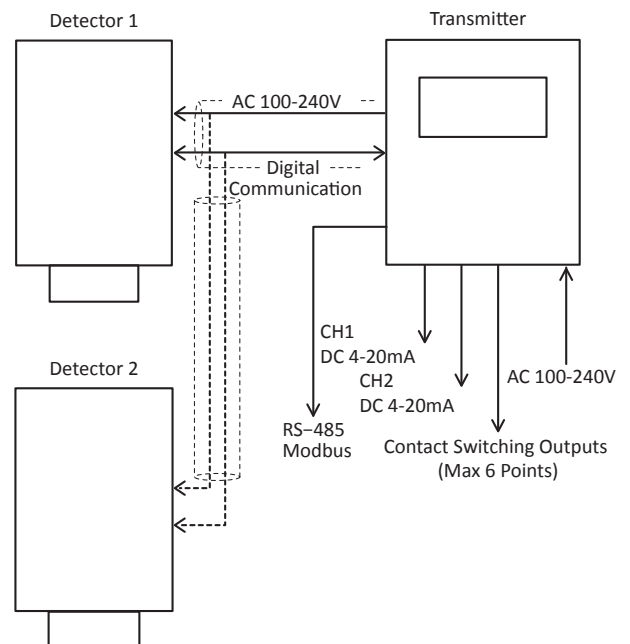 Detector 1
Transmitter
AC 100-240V
Digital
Communication
CH1
DC 4-20mA
CH2
DC 4-20mA
AC 100-240V
Detector 2
RS−485
Modbus
Contact Switching Outputs
(Max 6 Points)